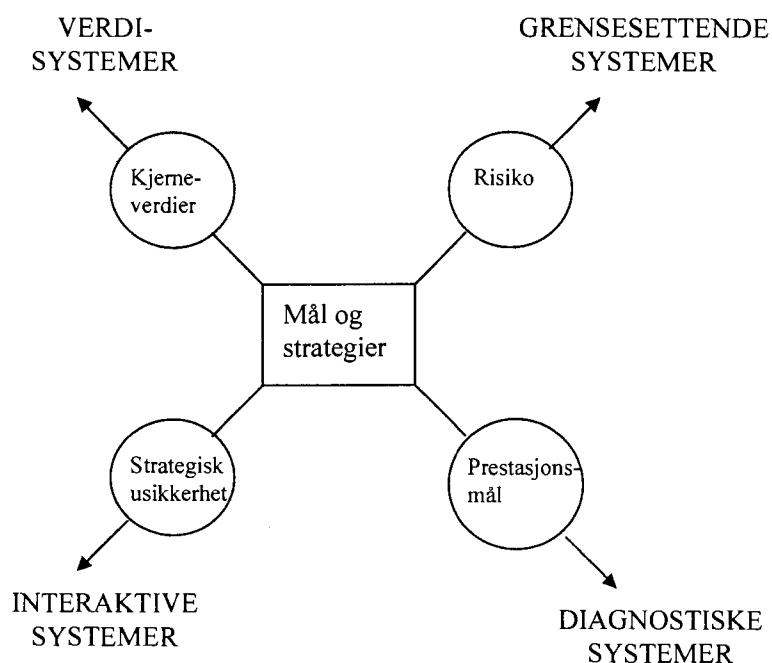 VERDI-
SYSTEMER
GRENSESETTENDE
SYSTEMER
Kjerne-
verdier
Risiko
Mål og
strategier
Strategisk
usikkerhet
Prestasjons-
mål
INTERAKTIVE
SYSTEMER
DIAGNOSTISKE
SYSTEMER